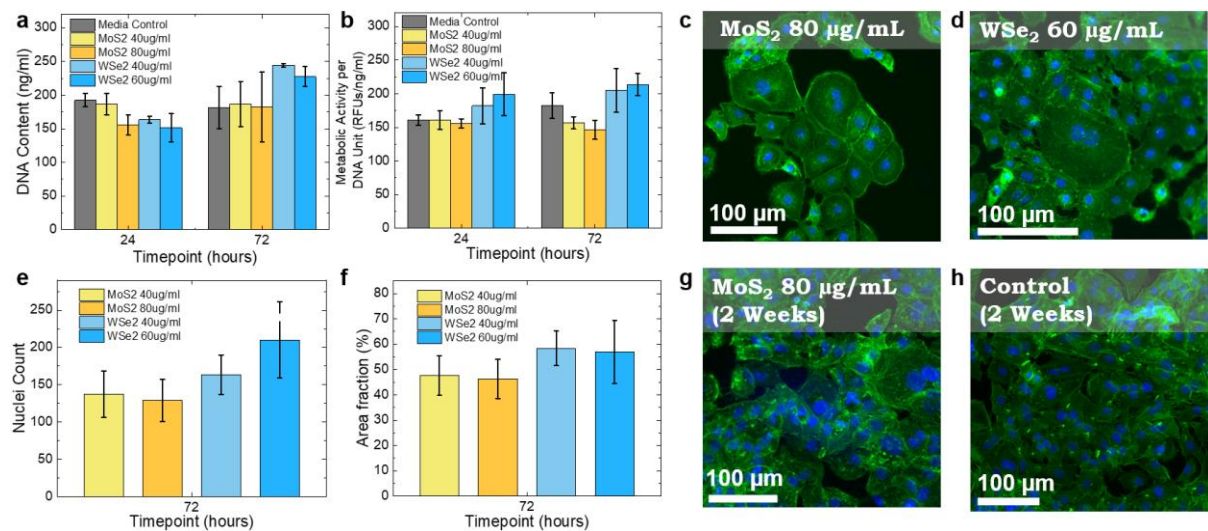 a
DNA Content (ng/ml)
300
250
200
150
100
50
0
Media Control
MoS2 40ug/ml
MoS2 80ug/ml
WSe2 40ug/ml
WSe2 60ug/ml
24
72
Timepoint (hours)
b
Metabolic Activity per
DNA Unit (RFUs/ng/ml)
300
250
200
150
100
50
0
Media Control
MoS2 40ug/ml
MoS2 80ug/ml
WSe2 40ug/ml
WSe2 60ug/ml
24
72
Timepoint (hours)
c
MoS₂ 80 µg/mL
100 µm
d
WSe₂ 60 µg/mL
100 µm
e
Nuclei Count
250
200
150
100
50
0
MoS2 40ug/ml
MoS2 80ug/ml
WSe2 40ug/ml
WSe2 60ug/ml
72
Timepoint (hours)
f
Area fraction (%)
80
70
60
50
40
30
20
10
0
MoS2 40ug/ml
MoS2 80ug/ml
WSe2 40ug/ml
WSe2 60ug/ml
72
Timepoint (hours)
g
MoS₂ 80 µg/mL
(2 Weeks)
100 µm
h
Control
(2 Weeks)
100 µm